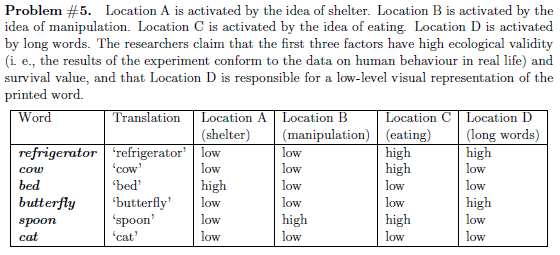 Problem #5. Location A is activated by the idea of shelter. Location B is activated by the
idea of manipulation. Location C is activated by the idea of eating. Location D is activated
by long words. The researchers claim that the first three factors have high ecological validity
(i. e., the results of the experiment conform to the data on human behaviour in real life) and
survival value, and that Location D is responsible for a low-level visual representation of the
printed word.
Word Translation Location A Location B Location C Location D
(shelter) (manipulation) (eating) (long words)
refrigerator ‘refrigerator’ low low high high
cow ‘cow’ low low high low
bed ‘bed’ high low low low
butterfly ‘butterfly’ low low low high
spoon ‘spoon’ low high high low
cat ‘cat’ low low low low